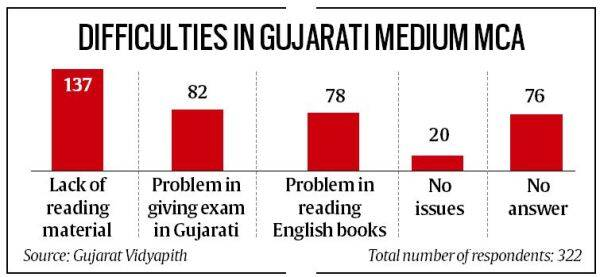 DIFFICULTIES IN GUJARATI MEDIUM MCA
137
82
78
20
76
Lack of
reading
material
Problem in
giving exam
in Gujarati
Problem in
reading
English books
No
issues
No
answer
Source: Gujarat Vidyapith
Total number of respondents: 322